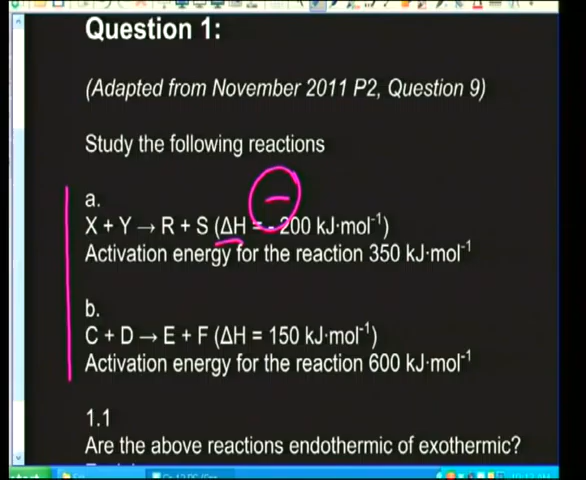 Question 1:
(Adapted from November 2011 P2, Question 9)
Study the following reactions
a.
X + Y → R + S (ΔH = - 200 kJ·mol⁻¹)
Activation energy for the reaction 350 kJ·mol⁻¹
b.
C + D → E + F (ΔH = 150 kJ·mol⁻¹)
Activation energy for the reaction 600 kJ·mol⁻¹
1.1
Are the above reactions endothermic of exothermic?